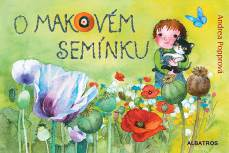 O MAKOVÉM
SEMÍNKU
Andrea Popprová
ALBATROS